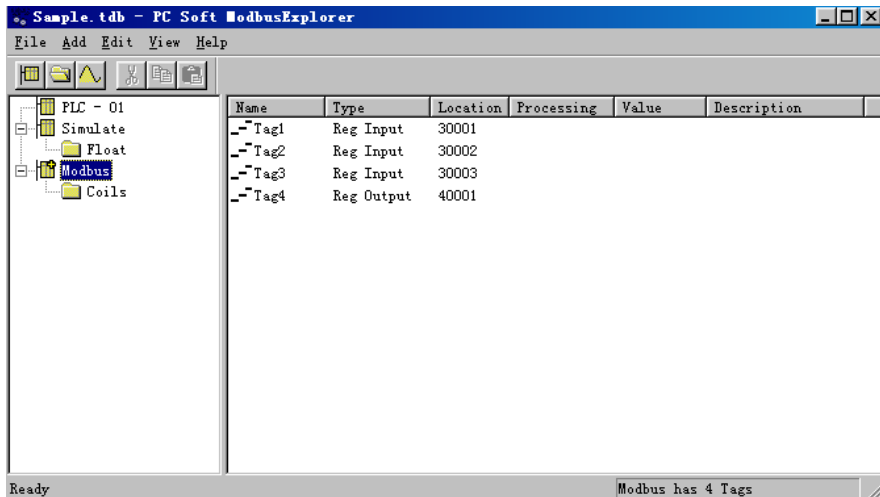 Sample.tdb - PC Soft ModbusExplorer
File Add Edit View Help
PLC - 01
Simulate
Float
Modbus
Coils
Name Type Location Processing Value Description
Tag1 Reg Input 30001
Tag2 Reg Input 30002
Tag3 Reg Input 30003
Tag4 Reg Output 40001
Ready Modbus has 4 Tags